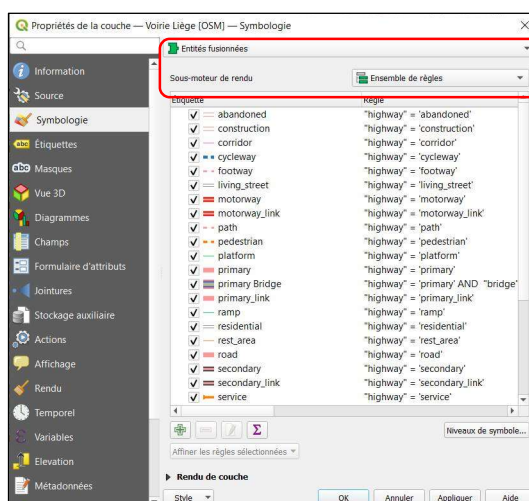 Propriétés de la couche — Voirie Liège [OSM] — Symbologie
Entités fusionnées
Information
Sous-moteur de rendu
Ensemble de règles
Source
Étiquette
Règle
Symbologie
abandoned "highway" = 'abandoned'
construction "highway" = 'construction'
Étiquettes
corridor "highway" = 'corridor'
cycleway "highway" = 'cycleway'
Masques
footway "highway" = 'footway'
living_street "highway" = 'living_street'
Vue 3D
motorway "highway" = 'motorway'
motorway_link "highway" = 'motorway_link'
Diagrammes
path "highway" = 'path'
pedestrian "highway" = 'pedestrian'
Champs
platform "highway" = 'platform'
primary "highway" = 'primary'
Formulaire d'attributs
primary Bridge "highway" = 'primary' AND "bridge"
Jointures
primary_link "highway" = 'primary_link'
ramp "highway" = 'ramp'
Stockage auxiliaire
residential "highway" = 'residential'
rest_area "highway" = 'rest_area'
Actions
road "highway" = 'road'
secondary "highway" = 'secondary'
Affichage
secondary_link "highway" = 'secondary_link'
service "highway" = 'service'
Rendu
Temporel
Niveaux de symbole...
Variables
Affiner les règles sélectionnées
Elevation
Rendu de couche
Métadonnées
Style
OK
Annuler
Appliquer
Aide